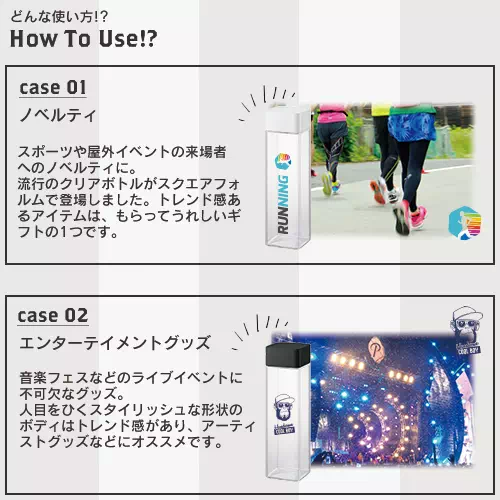 どんな使い方!?
How To Use!?
case 01
ノベルティ
スポーツや屋外イベントの来場者
へのノベルティに。
流行のクリアボトルがスクエアフォ
ルムで登場しました。トレンド感あ
るアイテムは、もらってうれしいギ
フトの1つです。
RUNNING
case 02
エンターテイメントグッズ
音楽フェスなどのライブイベントに
不可欠なグッズ。
人目をひくスタイリッシュな形状の
ボディはトレンド感があり、アーティ
ストグッズなどにオススメです。
COOL BOY
COOL BOY